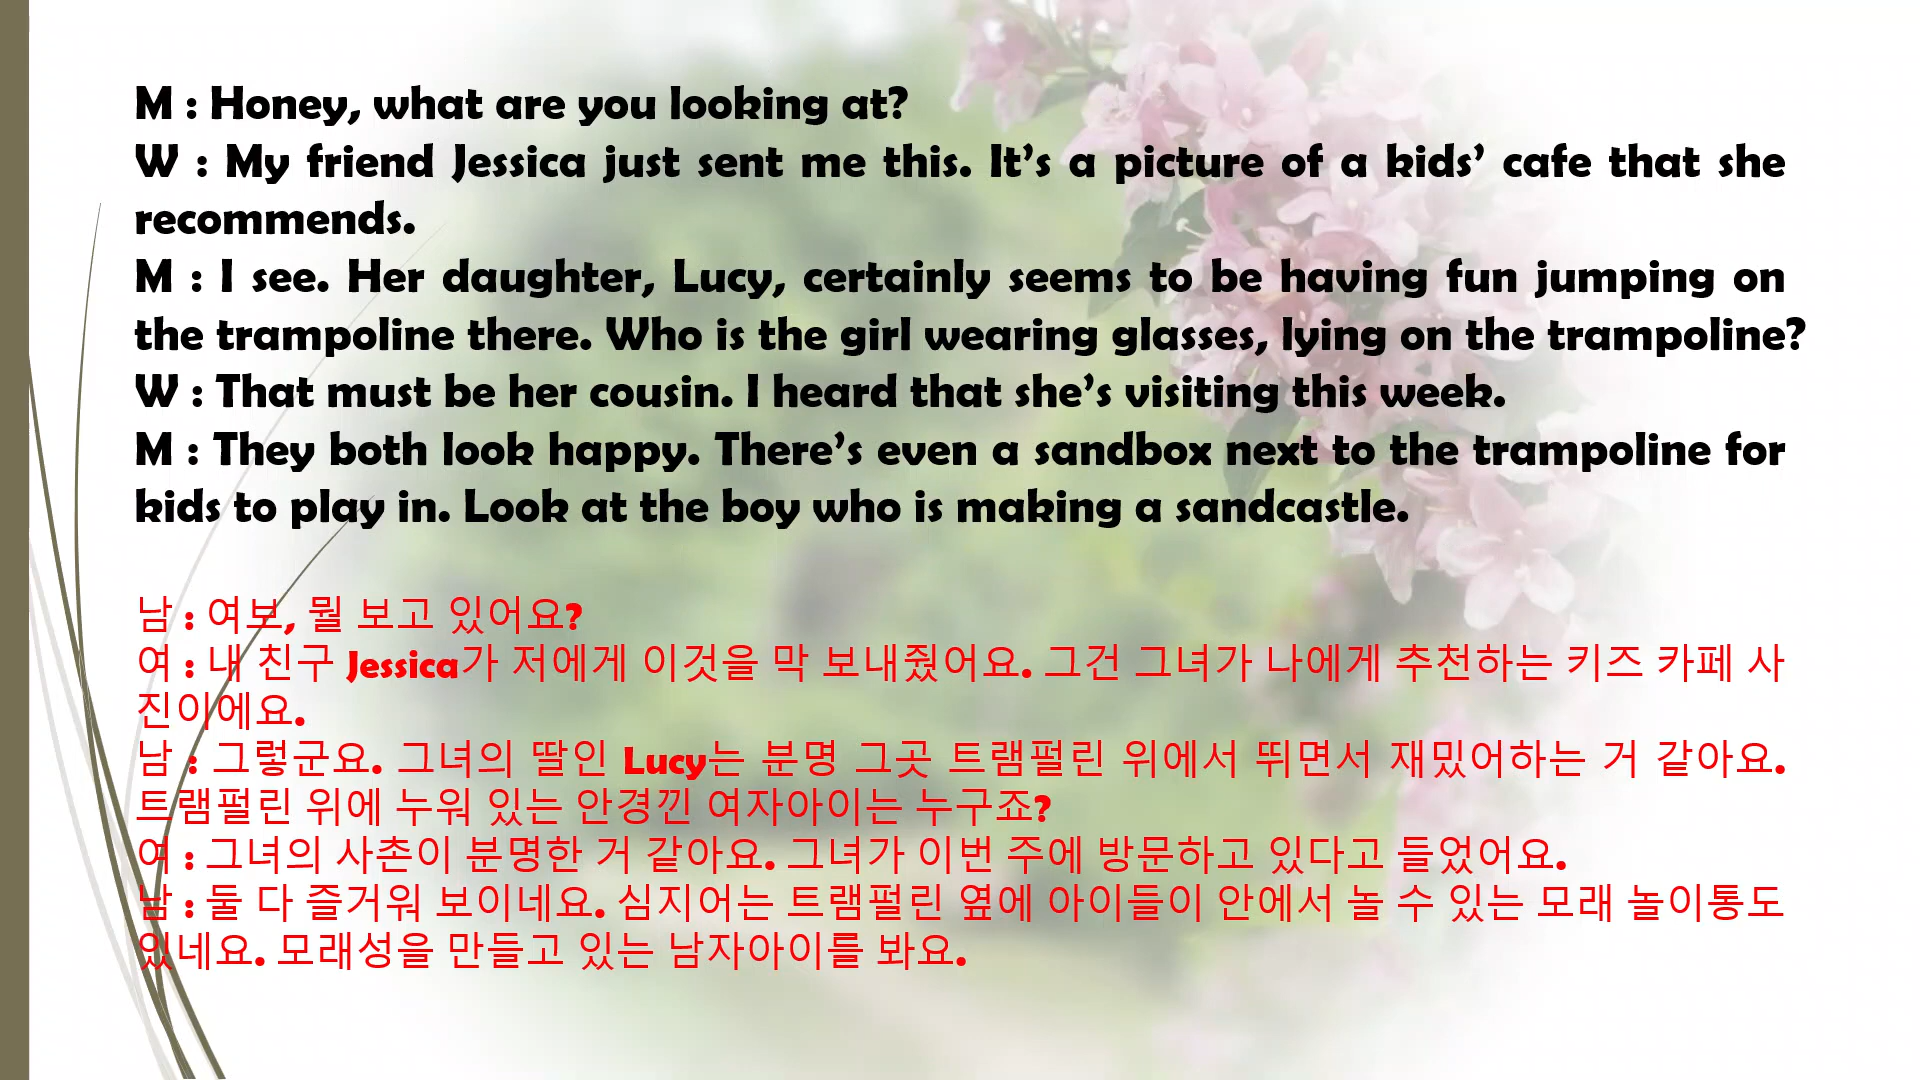 M : Honey, what are you looking at?
W : My friend Jessica just sent me this. It’s a picture of a kids’ cafe that she
recommends.
M : I see. Her daughter, Lucy, certainly seems to be having fun jumping on
the trampoline there. Who is the girl wearing glasses, lying on the trampoline?
W : That must be her cousin. I heard that she’s visiting this week.
M : They both look happy. There’s even a sandbox next to the trampoline for
kids to play in. Look at the boy who is making a sandcastle.
남 : 여보, 뭘 보고 있어요?
여 : 내 친구 Jessica가 저에게 이것을 막 보내줬어요. 그건 그녀가 나에게 추천하는 키즈 카페 사
진이에요.
남 : 그렇군요. 그녀의 딸인 Lucy는 분명 그곳 트램펄린 위에서 뛰면서 재밌어하는 거 같아요.
트램펄린 위에 누워 있는 안경낀 여자아이는 누구죠?
여 : 그녀의 사촌이 분명한 거 같아요. 그녀가 이번 주에 방문하고 있다고 들었어요.
남 : 둘 다 즐거워 보이네요. 심지어는 트램펄린 옆에 아이들이 안에서 놀 수 있는 모래 놀이통도
있네요. 모래성을 만들고 있는 남자아이를 봐요.